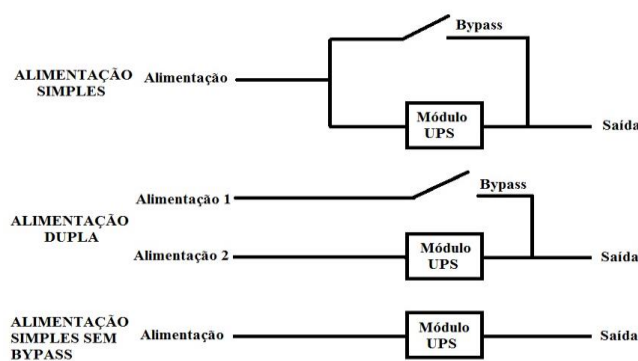 Bypass
ALIMENTAÇÃO
SIMPLES
Alimentação
Módulo
UPS
Saída
Alimentação 1
Bypass
ALIMENTAÇÃO
DUPLA
Alimentação 2
Módulo
UPS
Saída
ALIMENTAÇÃO
SIMPLES SEM
BYPASS
Alimentação
Módulo
UPS
Saída